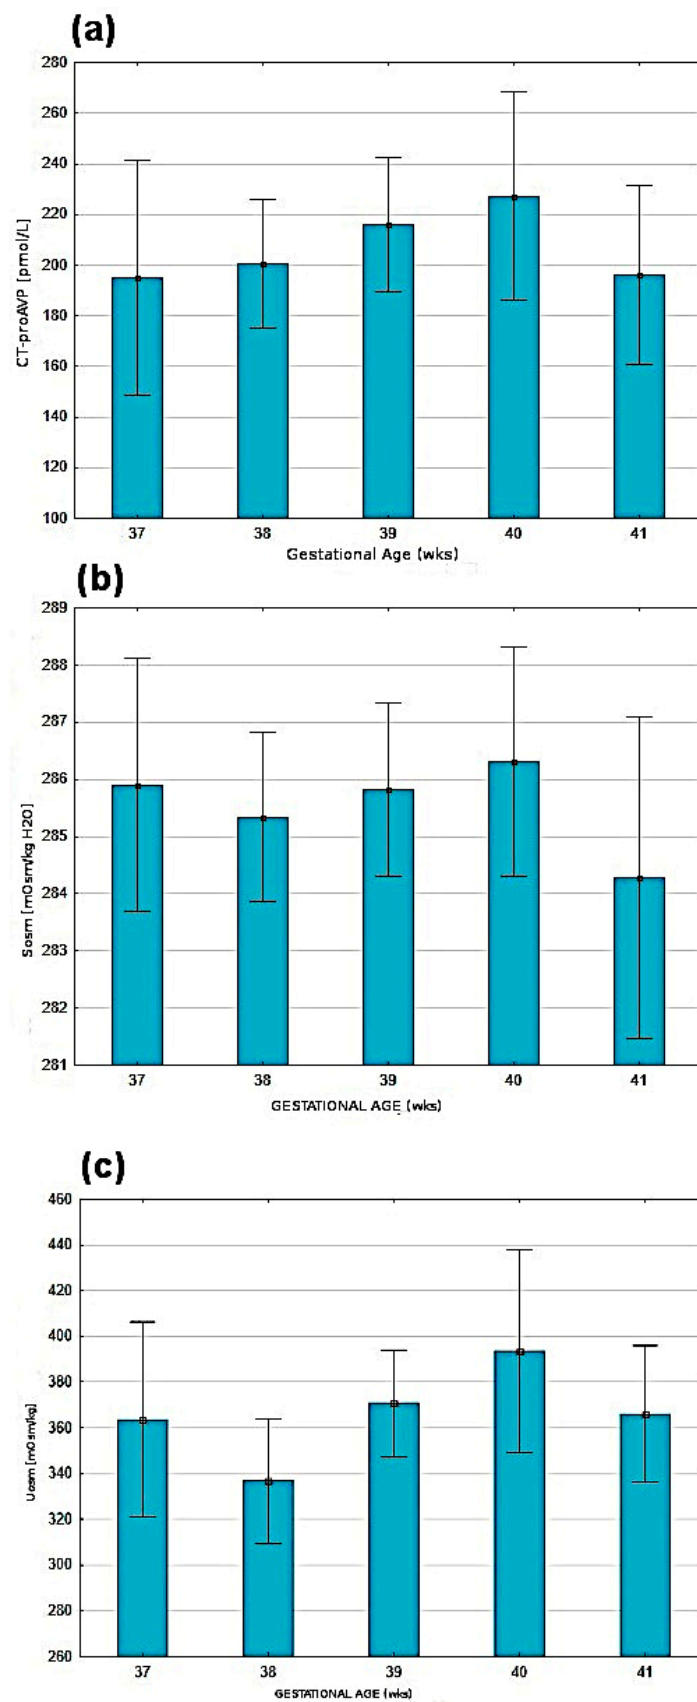 (a)
280
260
240
220
200
180
160
140
120
100
CT-proAVP [pmol/L]
37 38 39 40 41
Gestational Age (wks)
(b)
289
288
287
286
285
284
283
282
281
Sosm [mOsm/kg H2O]
37 38 39 40 41
GESTATIONAL AGE (wks)
(c)
460
440
420
400
380
360
340
320
300
280
260
Uosm [mOsm/kg]
37 38 39 40 41
GESTATIONAL AGE (wks)